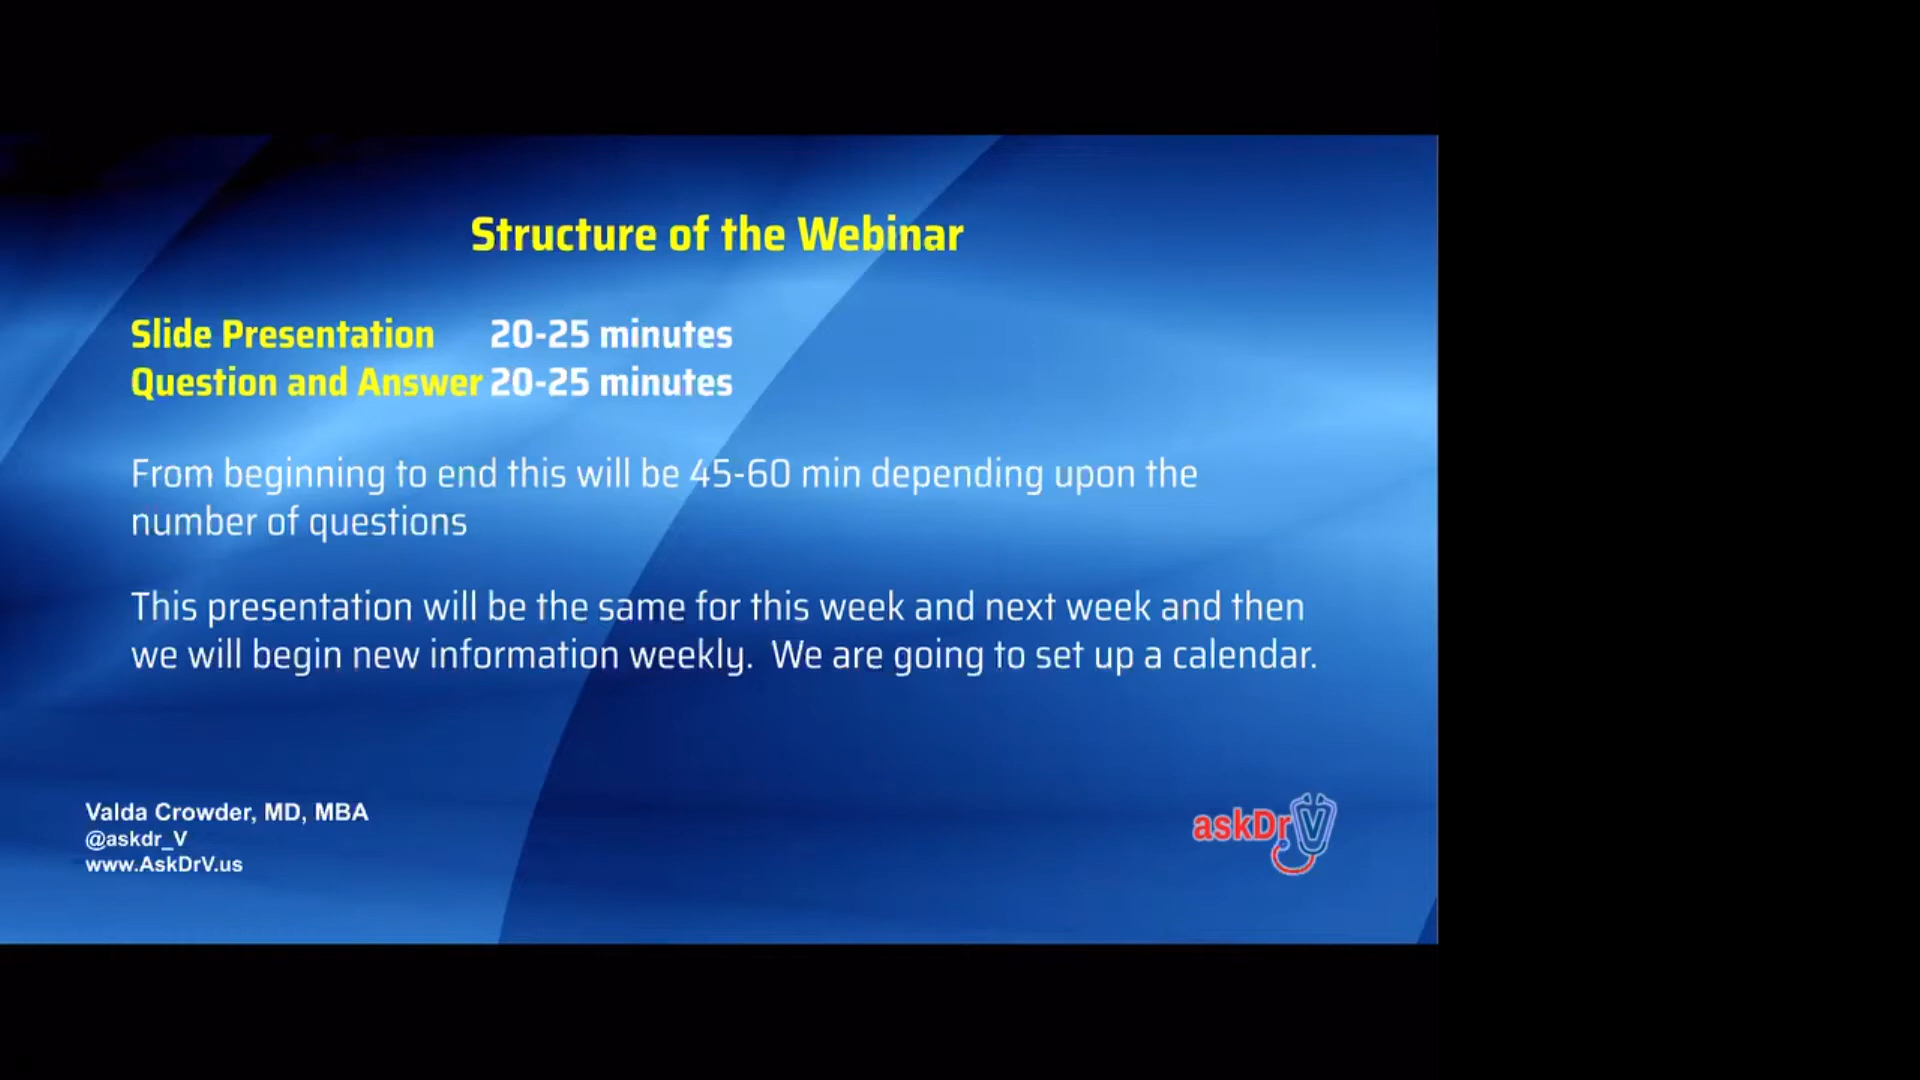 Structure of the Webinar
Slide Presentation 20-25 minutes
Question and Answer 20-25 minutes
From beginning to end this will be 45-60 min depending upon the
number of questions
This presentation will be the same for this week and next week and then
we will begin new information weekly. We are going to set up a calendar.
Valda Crowder, MD, MBA
@askdr_V
www.AskDrV.us
askDrV